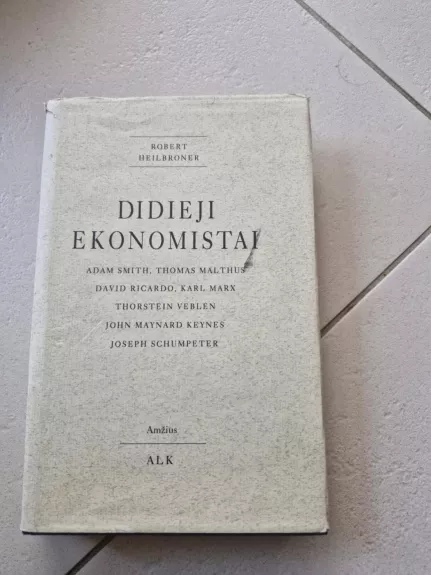 ROBERT
HEILBRONER
DIDIEJI
EKONOMISTAI
ADAM SMITH, THOMAS MALTHUS
DAVID RICARDO, KARL MARX
THORSTEIN VEBLEN
JOHN MAYNARD KEYNES
JOSEPH SCHUMPETER
Amžius
ALK